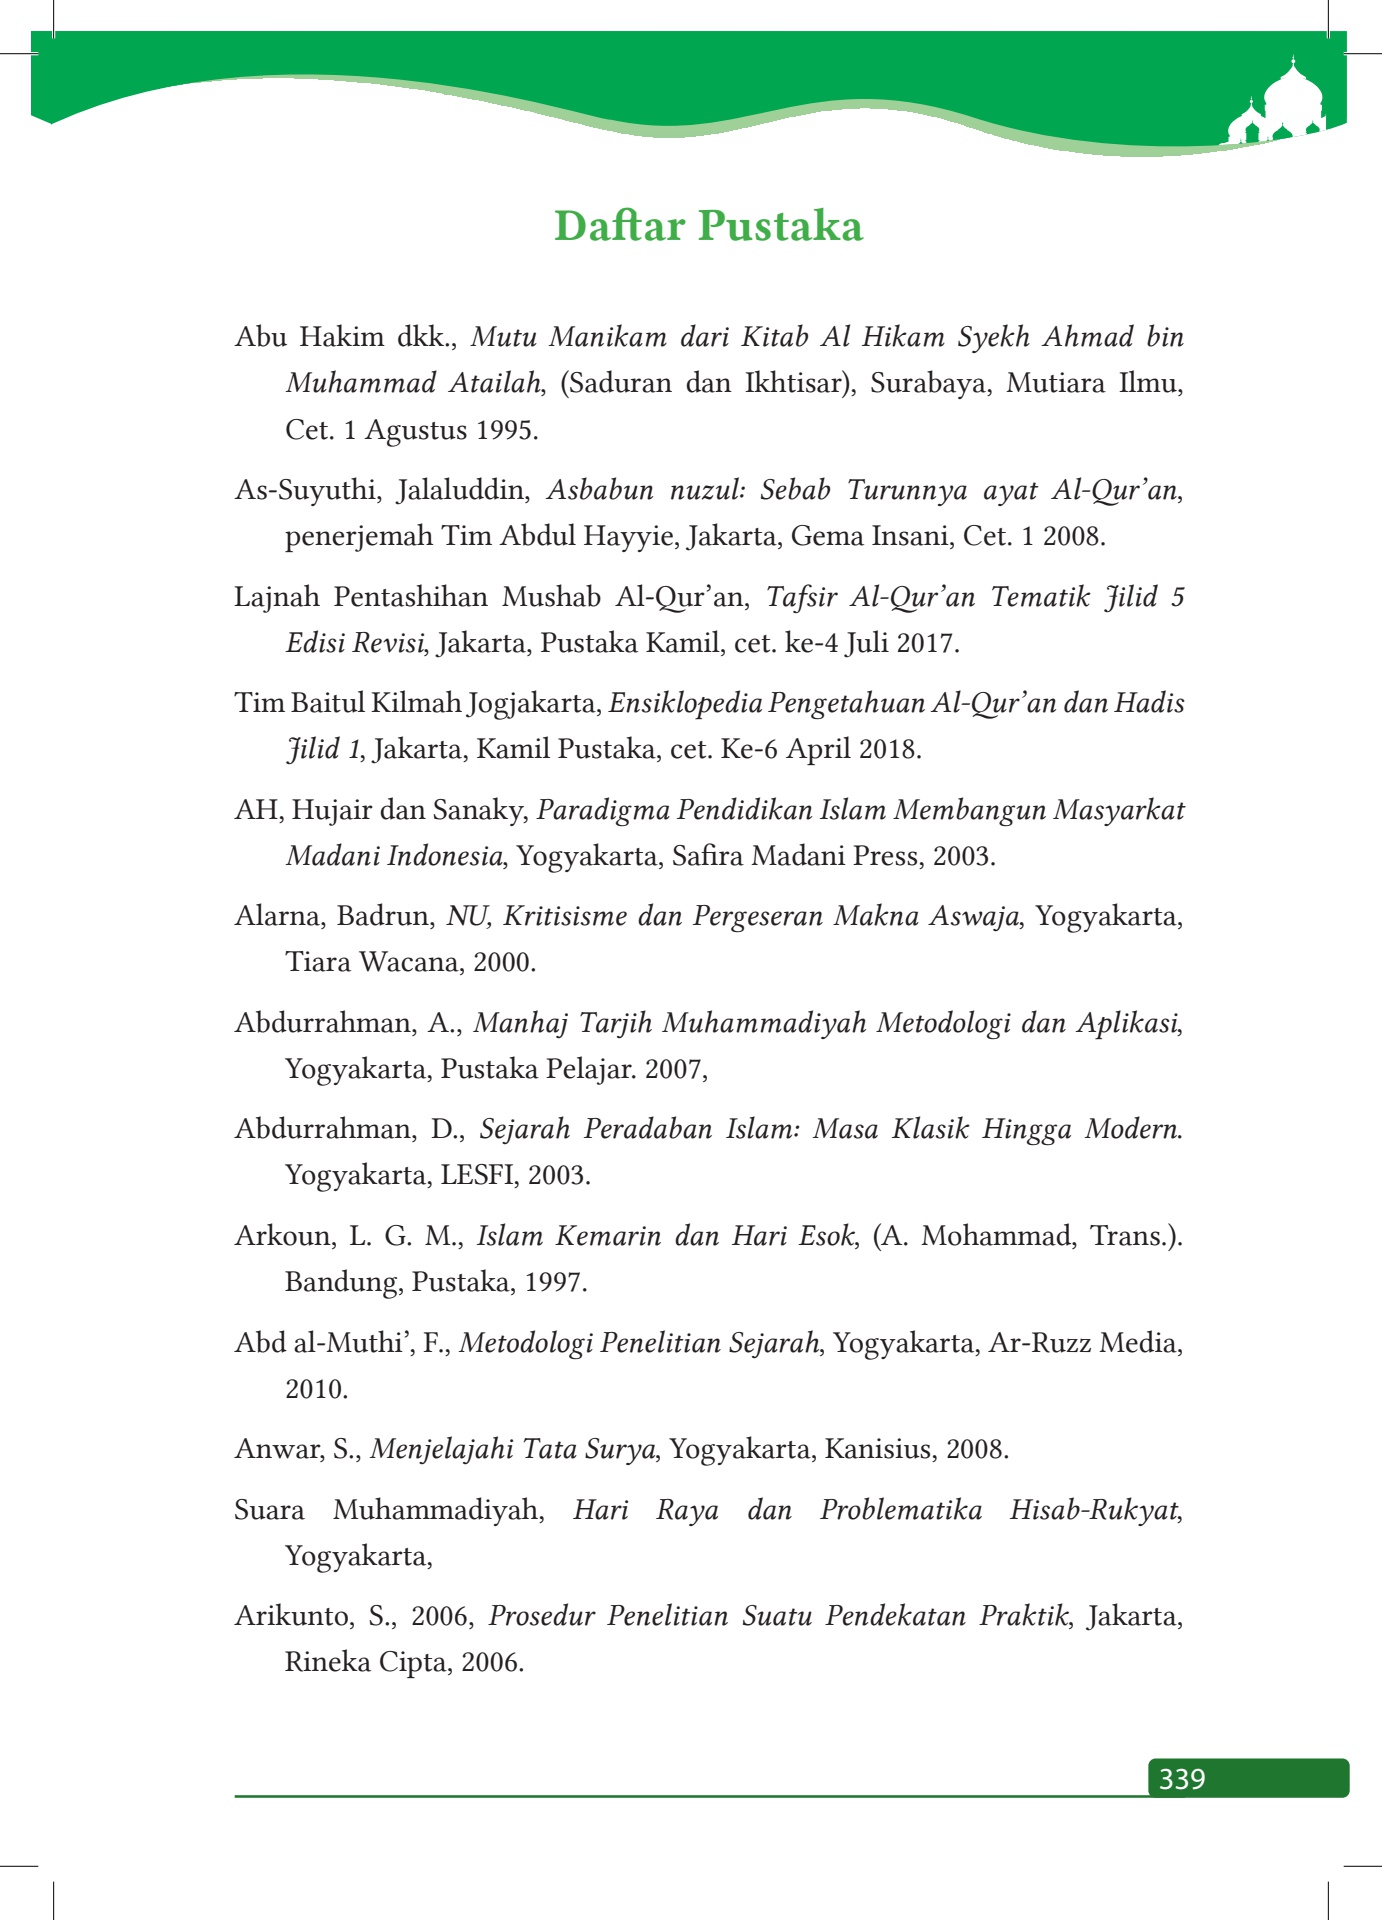 Daftar Pustaka
Abu Hakim dkk., Mutu Manikam dari Kitab Al Hikam Syekh Ahmad bin
Muhammad Atailah, (Saduran dan Ikhtisar), Surabaya, Mutiara Ilmu,
Cet. 1 Agustus 1995.
As-Suyuthi, Jalaluddin, Asbabun nuzul: Sebab Turunnya ayat Al-Qur’an,
penerjemah Tim Abdul Hayyie, Jakarta, Gema Insani, Cet. 1 2008.
Lajnah Pentashihan Mushab Al-Qur’an, Tafsir Al-Qur’an Tematik Jilid 5
Edisi Revisi, Jakarta, Pustaka Kamil, cet. ke-4 Juli 2017.
Tim Baitul Kilmah Jogjakarta, Ensiklopedia Pengetahuan Al-Qur’an dan Hadis
Jilid 1, Jakarta, Kamil Pustaka, cet. Ke-6 April 2018.
AH, Hujair dan Sanaky, Paradigma Pendidikan Islam Membangun Masyarkat
Madani Indonesia, Yogyakarta, Safira Madani Press, 2003.
Alarna, Badrun, NU, Kritisisme dan Pergeseran Makna Aswaja, Yogyakarta,
Tiara Wacana, 2000.
Abdurrahman, A., Manhaj Tarjih Muhammadiyah Metodologi dan Aplikasi,
Yogyakarta, Pustaka Pelajar. 2007,
Abdurrahman, D., Sejarah Peradaban Islam: Masa Klasik Hingga Modern.
Yogyakarta, LESFI, 2003.
Arkoun, L. G. M., Islam Kemarin dan Hari Esok, (A. Mohammad, Trans.).
Bandung, Pustaka, 1997.
Abd al-Muthi’, F., Metodologi Penelitian Sejarah, Yogyakarta, Ar-Ruzz Media,
2010.
Anwar, S., Menjelajahi Tata Surya, Yogyakarta, Kanisius, 2008.
Suara Muhammadiyah, Hari Raya dan Problematika Hisab-Rukyat,
Yogyakarta,
Arikunto, S., 2006, Prosedur Penelitian Suatu Pendekatan Praktik, Jakarta,
Rineka Cipta, 2006.
339